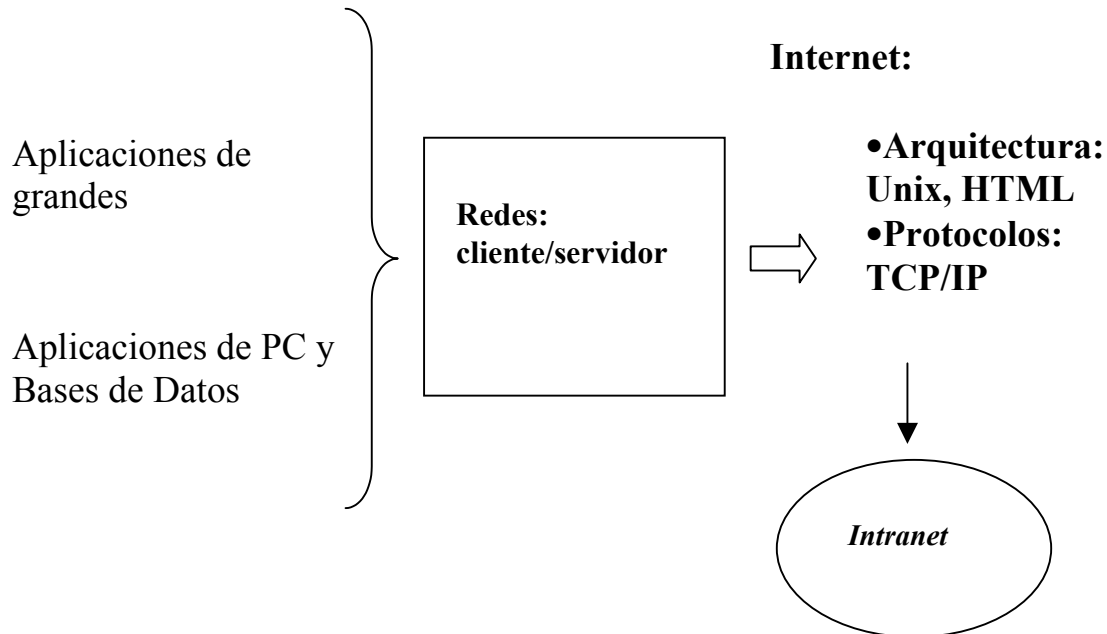 Aplicaciones de
grandes
Aplicaciones de PC y
Bases de Datos
Redes:
cliente/servidor
Internet:
•Arquitectura:
Unix, HTML
•Protocolos:
TCP/IP
Intranet